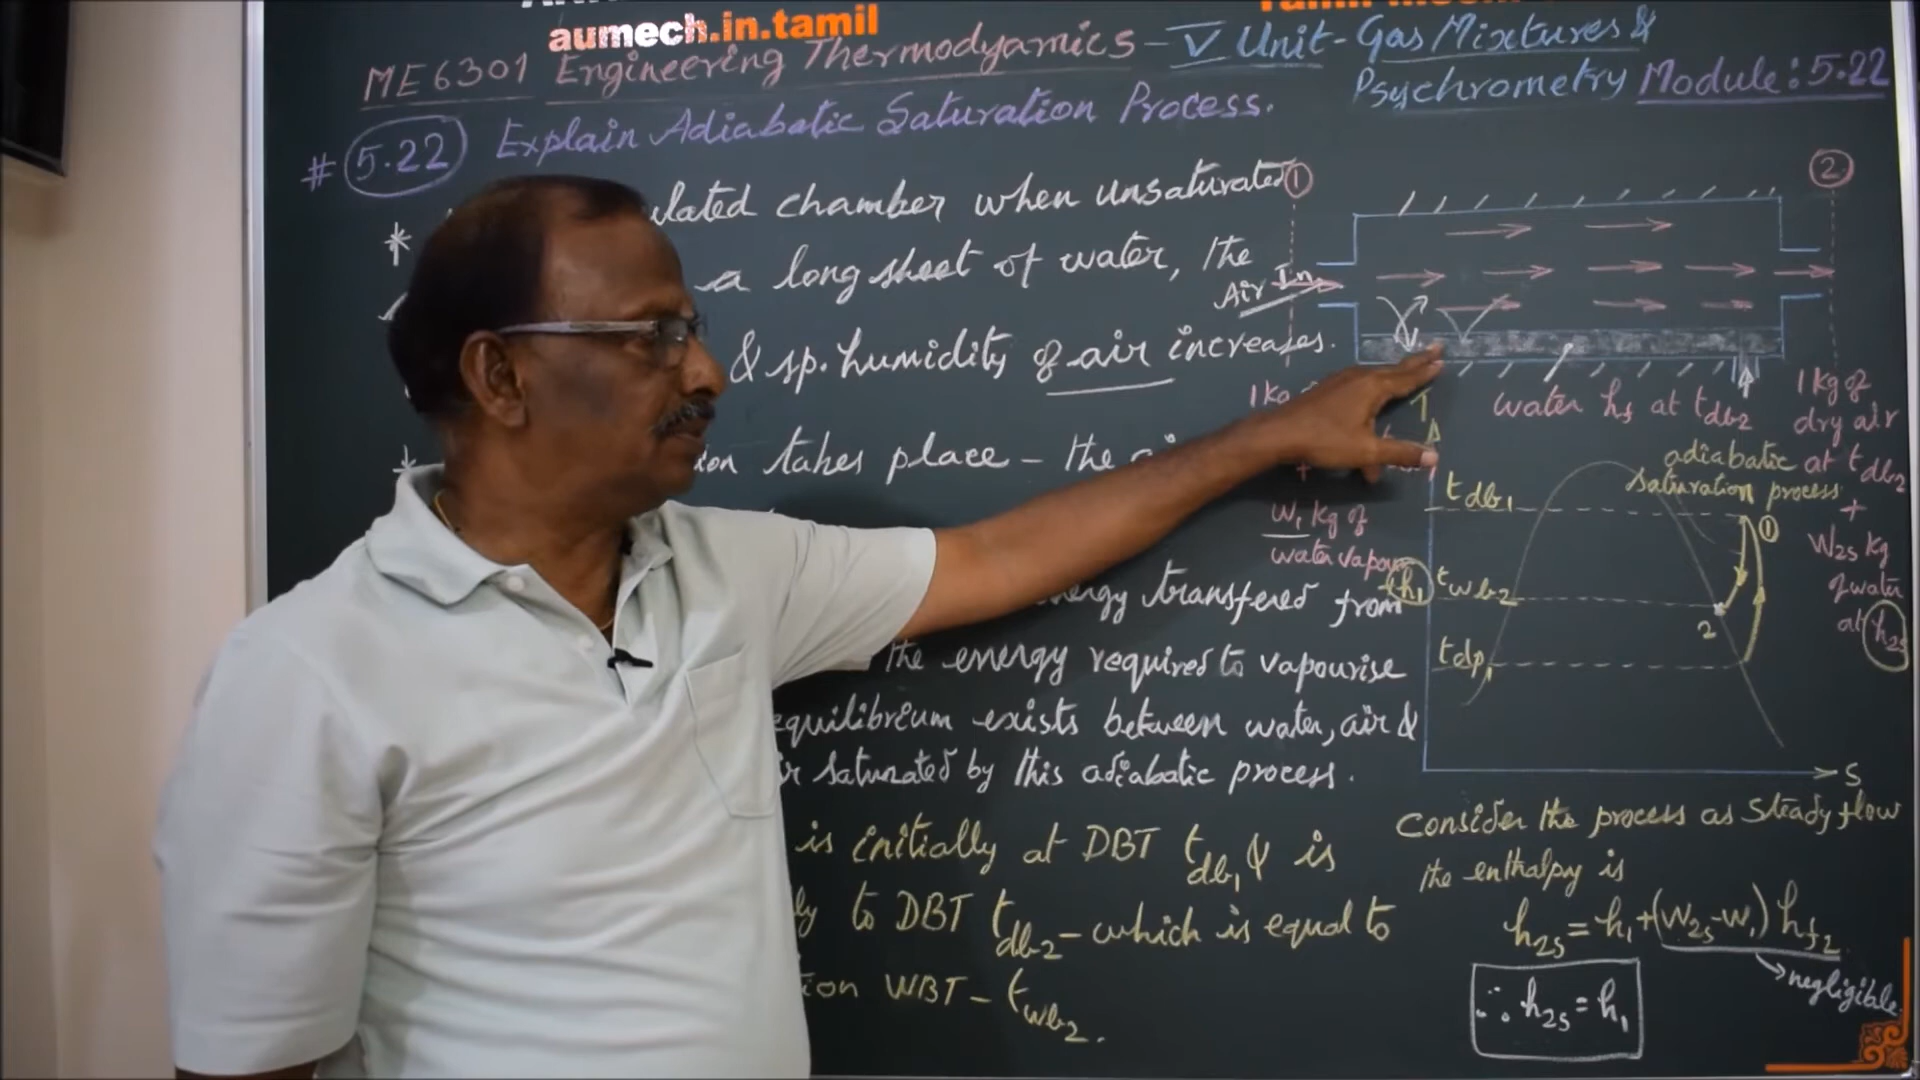 aumech.in.tamil
ME6301 Engineering Thermodyamics - V Unit - Gas Mixtures &
Psychrometry Module: 5.22
# 5.22 Explain Adiabatic Saturation Process.
* ulated chamber when unsaturated
a long sheet of water, the
& sp. humidity of air increases.
takes place - the
energy transfered from
the energy required to vapourise
equilibrium exists between water, air &
saturated by this adiabatic process.
is initially at DBT tdb1 & is
to DBT tdb2 - which is equal to
WBT - twb2.
1
2
Air In
water hs at tdb2
1 kg of
dry air
at tdb2
+
W2s kg
of water
at h2s
+
W1 kg of
water vapour
(h1)
T
adiabatic
saturation process
tdb1
twb2
tdp1
1
2
S
Consider the process as Steady flow
the enthalpy is
h2s = h1 + (W2s - W1) hf2
negligible.
∴ h2s = h1